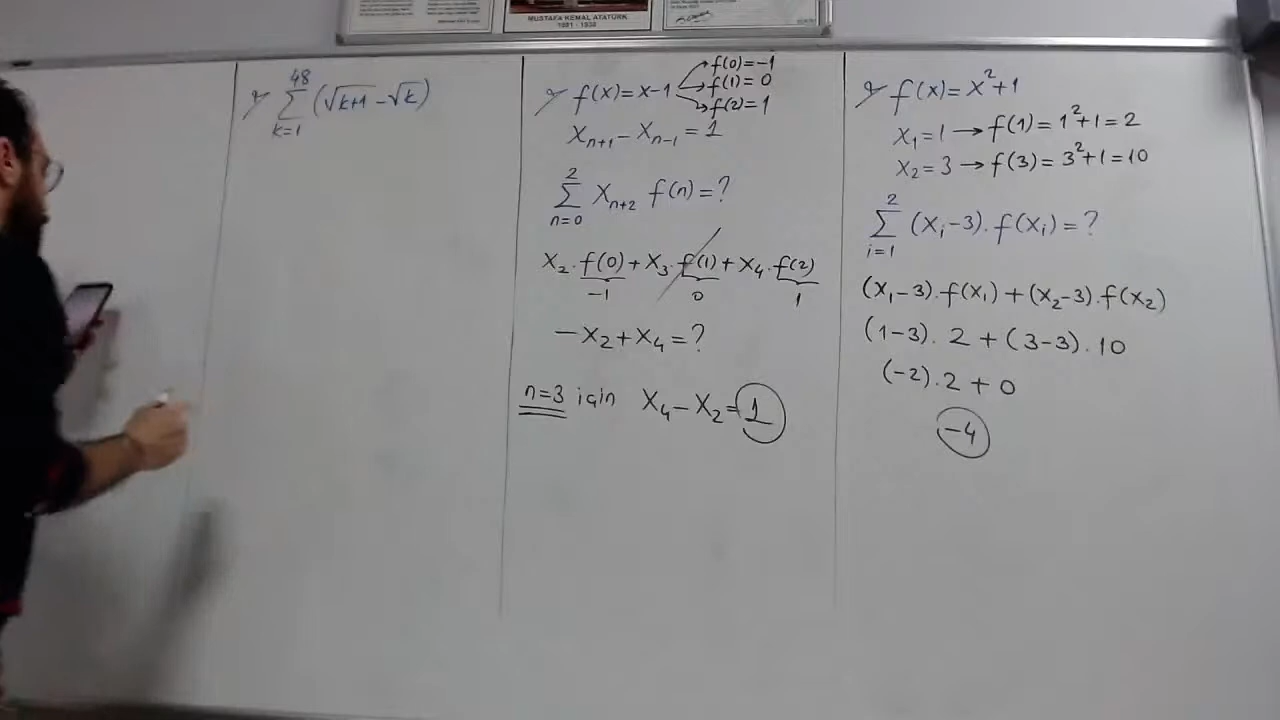 MUSTAFA KEMAL ATATÜRK
1881 - 1938
48
∑ (√k+1 - √k)
k=1
f(x)=x-1
f(0)=-1
f(1)=0
f(2)=1
Xn+1 - Xn-1 = 1
2
∑ Xn+2 f(n)=?
n=0
X2.f(0)+X3.f(1)+X4.f(2)
-1 0 1
-X2+X4=?
n=3 için X4-X2=1
f(x)=x²+1
X1=1→f(1)=1²+1=2
X2=3→f(3)=3²+1=10
2
∑ (Xi-3).f(Xi)=?
i=1
(X1-3).f(X1)+(X2-3).f(X2)
(1-3).2+(3-3).10
(-2).2+0
-4